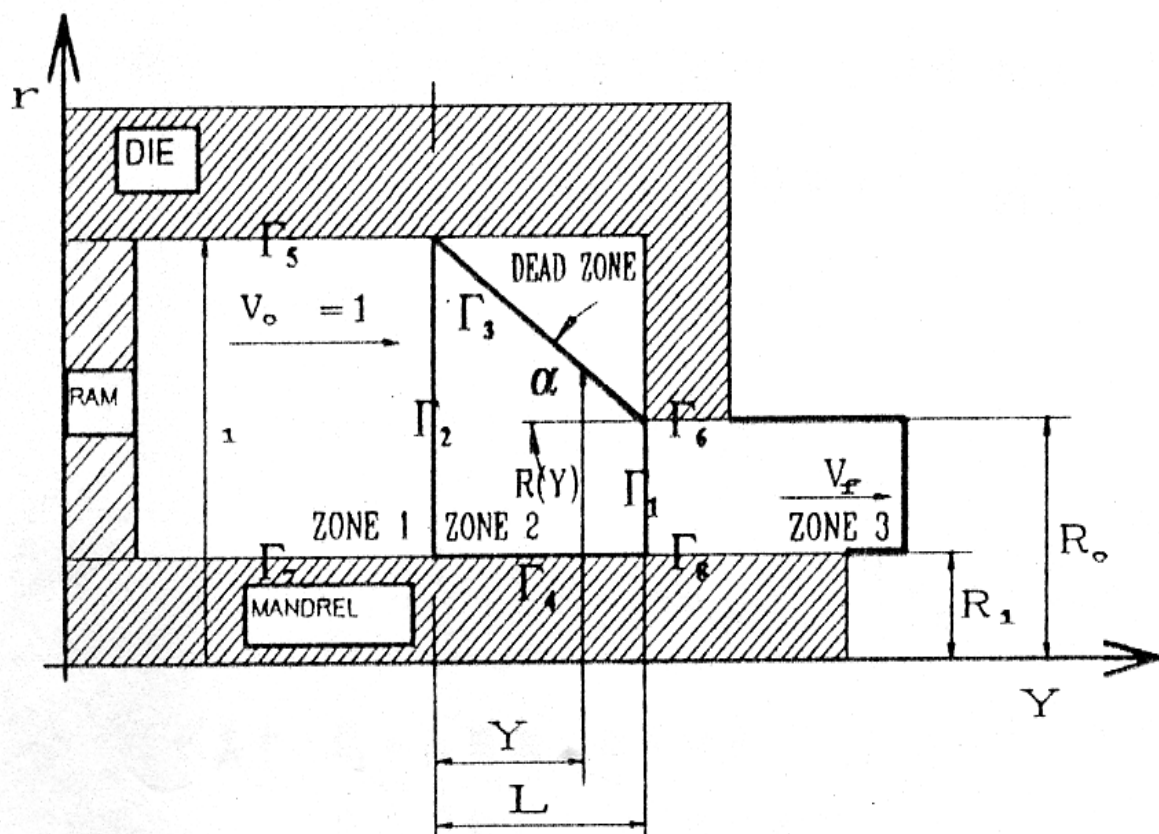 r
DIE
Γ₅
DEAD ZONE
V₀ = 1
Γ₃
RAM
α
1
Γ₂
Γ₆
R(Y)
Γ₁
V_f
ZONE 1
ZONE 2
ZONE 3
Γ₇
Γ₄
Γ₈
R₀
R₁
MANDREL
Y
Y
L